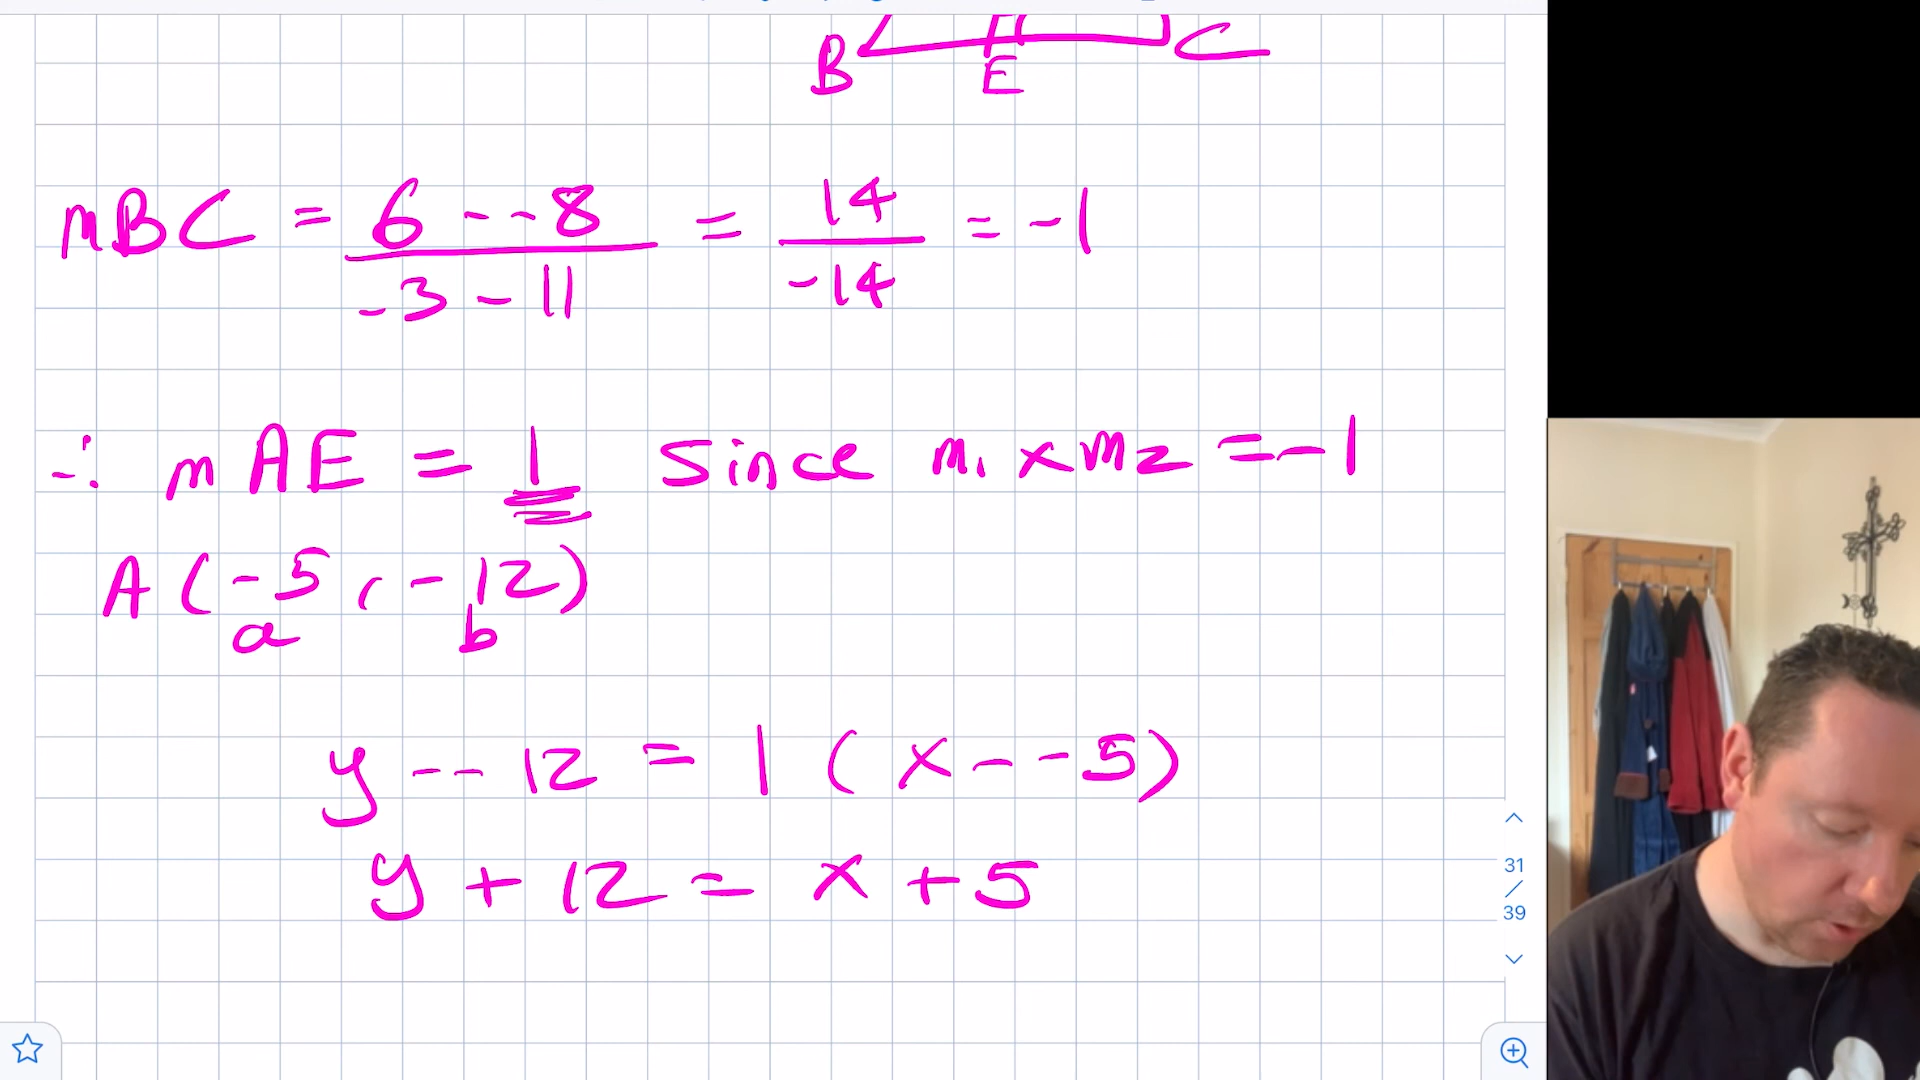 B E C
mBC = 6 - -8 / -3 - 11 = 14 / -14 = -1
∴ mAE = 1 since m₁ × m₂ = -1
A (-5, -12)
a b
y - - 12 = 1 (x - - 5)
y + 12 = x + 5
31
/
39